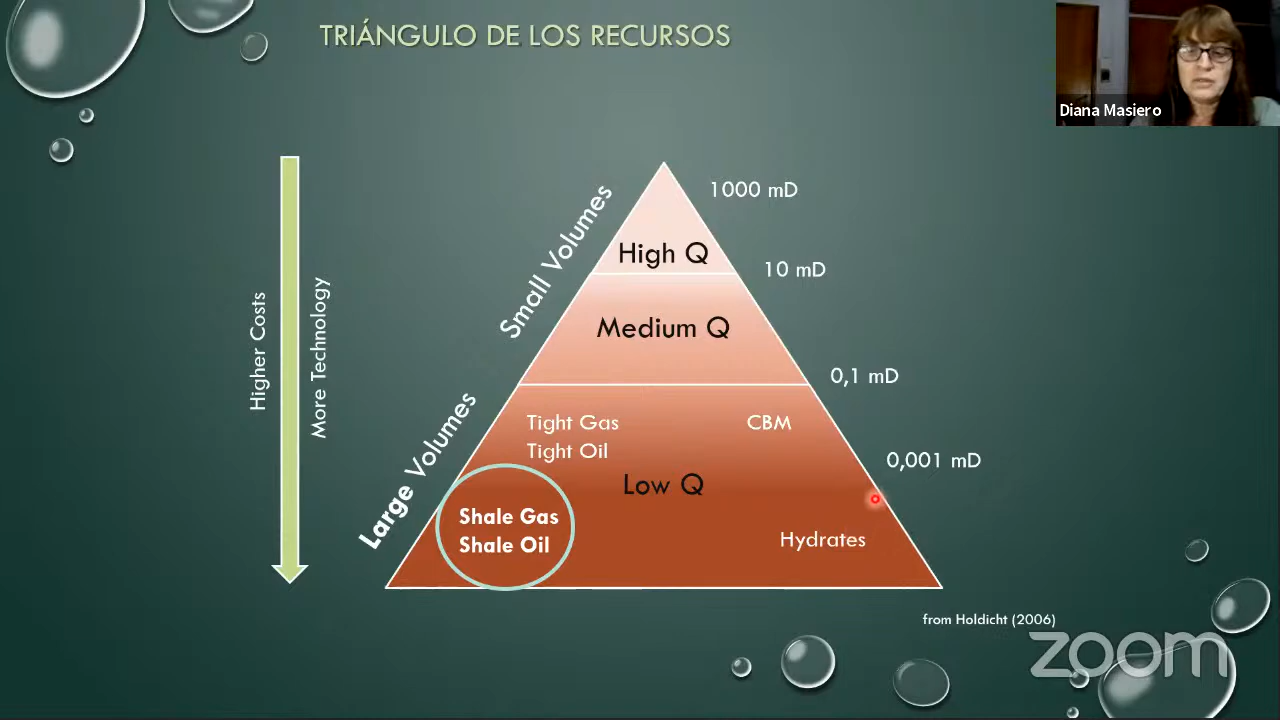 TRIÁNGULO DE LOS RECURSOS
Diana Masiero
Higher Costs
More Technology
Small Volumes
Large Volumes
1000 mD
High Q
10 mD
Medium Q
0,1 mD
Tight Gas
Tight Oil
CBM
0,001 mD
Low Q
Shale Gas
Shale Oil
Hydrates
from Holdicht (2006)
zoom